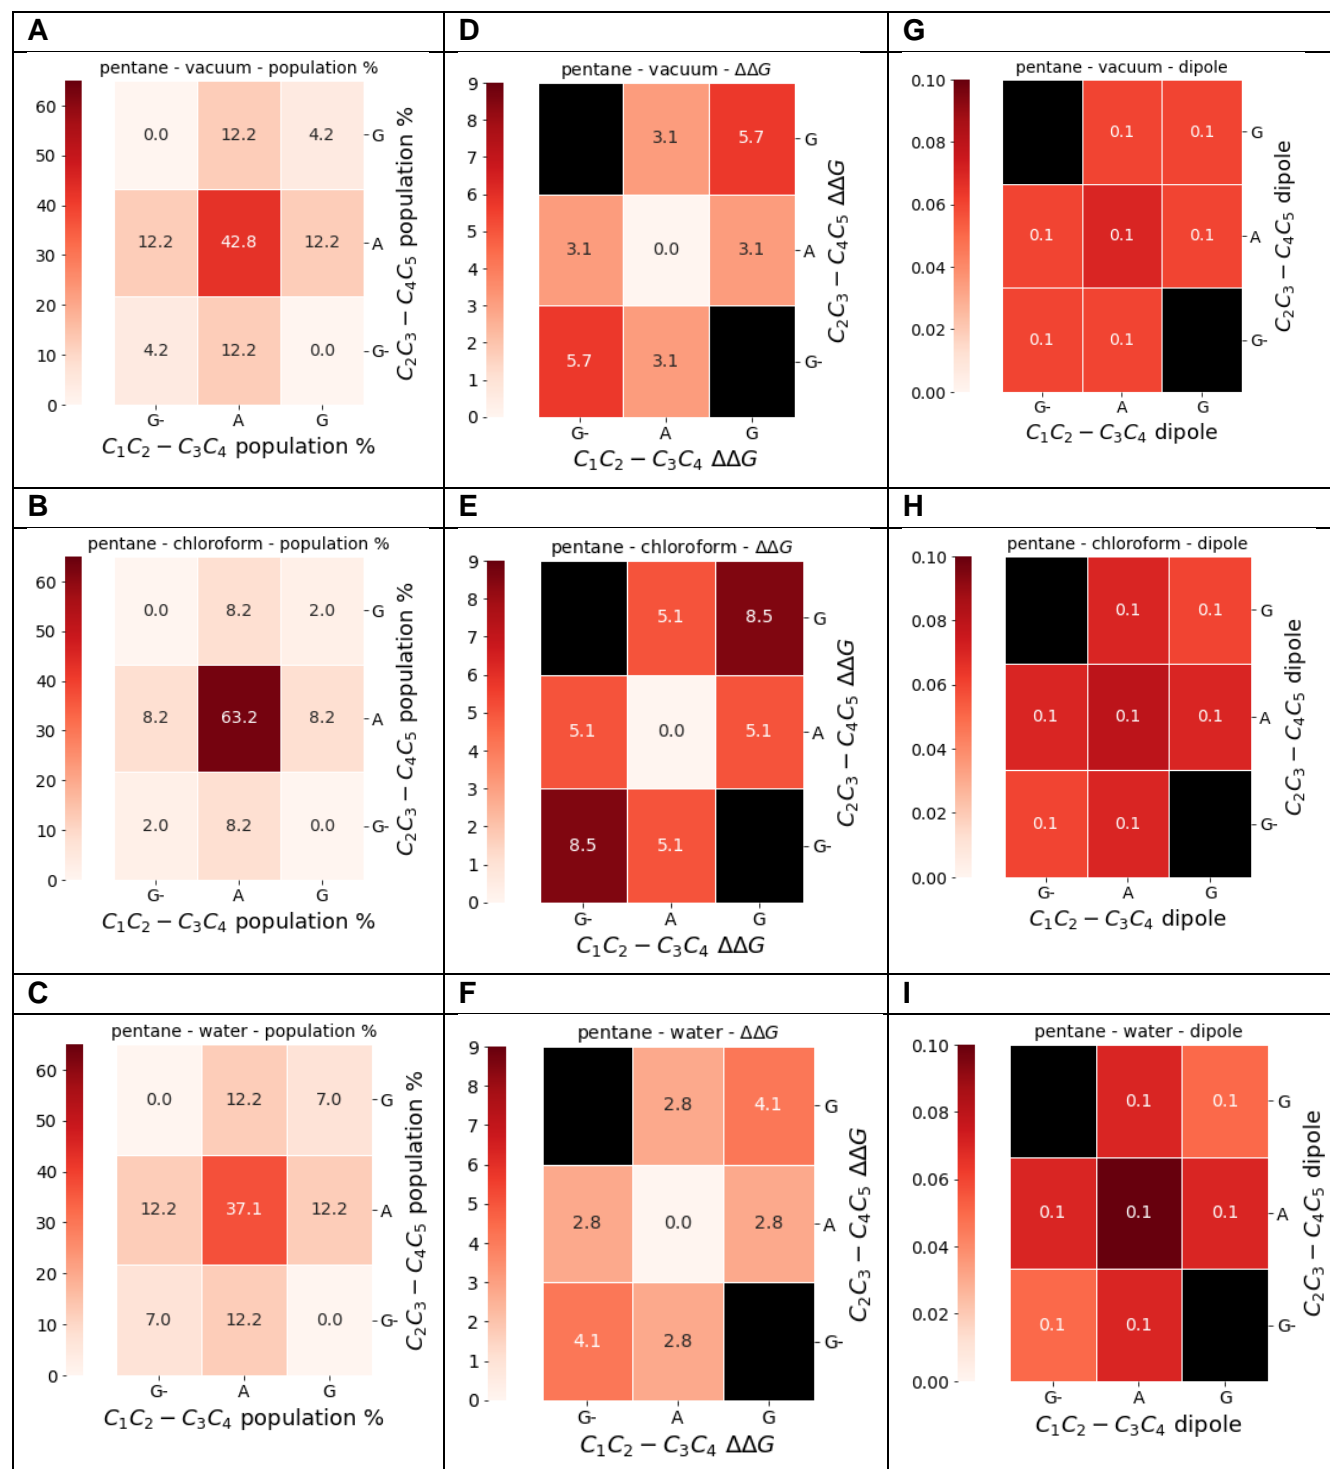 A
pentane - vacuum - population %
60
50
40
30
20
10
0
0.0 12.2 4.2
12.2 42.8 12.2
4.2 12.2 0.0
G
A
G-
C₂C₃ − C₄C₅ population %
G- A G
C₁C₂ − C₃C₄ population %
D
pentane - vacuum - ΔΔG
9
8
7
6
5
4
3
2
1
0
3.1 5.7
3.1 0.0 3.1
5.7 3.1
G
A
G-
C₂C₃ − C₄C₅ ΔΔG
G- A G
C₁C₂ − C₃C₄ ΔΔG
G
pentane - vacuum - dipole
0.10
0.08
0.06
0.04
0.02
0.00
0.1 0.1
0.1 0.1 0.1
0.1 0.1
G
A
G-
C₂C₃ − C₄C₅ dipole
G- A G
C₁C₂ − C₃C₄ dipole
B
pentane - chloroform - population %
60
50
40
30
20
10
0
0.0 8.2 2.0
8.2 63.2 8.2
2.0 8.2 0.0
G
A
G-
C₂C₃ − C₄C₅ population %
G- A G
C₁C₂ − C₃C₄ population %
E
pentane - chloroform - ΔΔG
9
8
7
6
5
4
3
2
1
0
5.1 8.5
5.1 0.0 5.1
8.5 5.1
G
A
G-
C₂C₃ − C₄C₅ ΔΔG
G- A G
C₁C₂ − C₃C₄ ΔΔG
H
pentane - chloroform - dipole
0.10
0.08
0.06
0.04
0.02
0.00
0.1 0.1
0.1 0.1 0.1
0.1 0.1
G
A
G-
C₂C₃ − C₄C₅ dipole
G- A G
C₁C₂ − C₃C₄ dipole
C
pentane - water - population %
60
50
40
30
20
10
0
0.0 12.2 7.0
12.2 37.1 12.2
7.0 12.2 0.0
G
A
G-
C₂C₃ − C₄C₅ population %
G- A G
C₁C₂ − C₃C₄ population %
F
pentane - water - ΔΔG
9
8
7
6
5
4
3
2
1
0
2.8 4.1
2.8 0.0 2.8
4.1 2.8
G
A
G-
C₂C₃ − C₄C₅ ΔΔG
G- A G
C₁C₂ − C₃C₄ ΔΔG
I
pentane - water - dipole
0.10
0.08
0.06
0.04
0.02
0.00
0.1 0.1
0.1 0.1 0.1
0.1 0.1
G
A
G-
C₂C₃ − C₄C₅ dipole
G- A G
C₁C₂ − C₃C₄ dipole